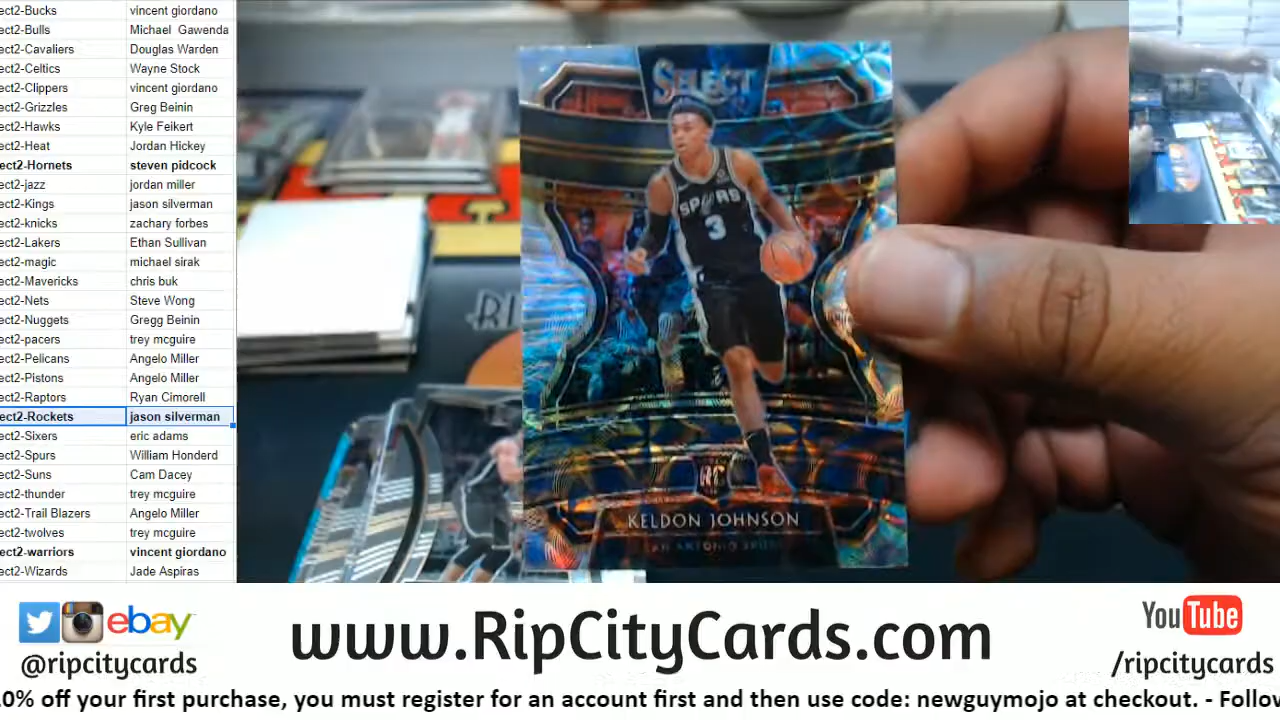 ect2-Bucks vincent giordano
ect2-Bulls Michael Gawenda
ect2-Cavaliers Douglas Warden
ect2-Celtics Wayne Stock
ect2-Clippers vincent giordano
ect2-Grizzles Greg Beinin
ect2-Hawks Kyle Feikert
ect2-Heat Jordan Hickey
ect2-Hornets steven pidcock
ect2-jazz jordan miller
ect2-Kings jason silverman
ect2-knicks zachary forbes
ect2-Lakers Ethan Sullivan
ect2-magic michael sirak
ect2-Mavericks chris buk
ect2-Nets Steve Wong
ect2-Nuggets Gregg Beinin
ect2-pacers trey mcguire
ect2-Pelicans Angelo Miller
ect2-Pistons Angelo Miller
ect2-Raptors Ryan Cimorell
ect2-Rockets jason silverman
ect2-Sixers eric adams
ect2-Spurs William Honderd
ect2-Suns Cam Dacey
ect2-thunder trey mcguire
ect2-Trail Blazers Angelo Miller
ect2-twolves trey mcguire
ect2-warriors vincent giordano
ect2-Wizards Jade Aspiras
SELECT
SPURS
3
RC
KELDON JOHNSON
SAN ANTONIO SPURS
RI
ebay
@ripcitycards
www.RipCityCards.com
YouTube
/ripcitycards
0% off your first purchase, you must register for an account first and then use code: newguymojo at checkout. - Follov